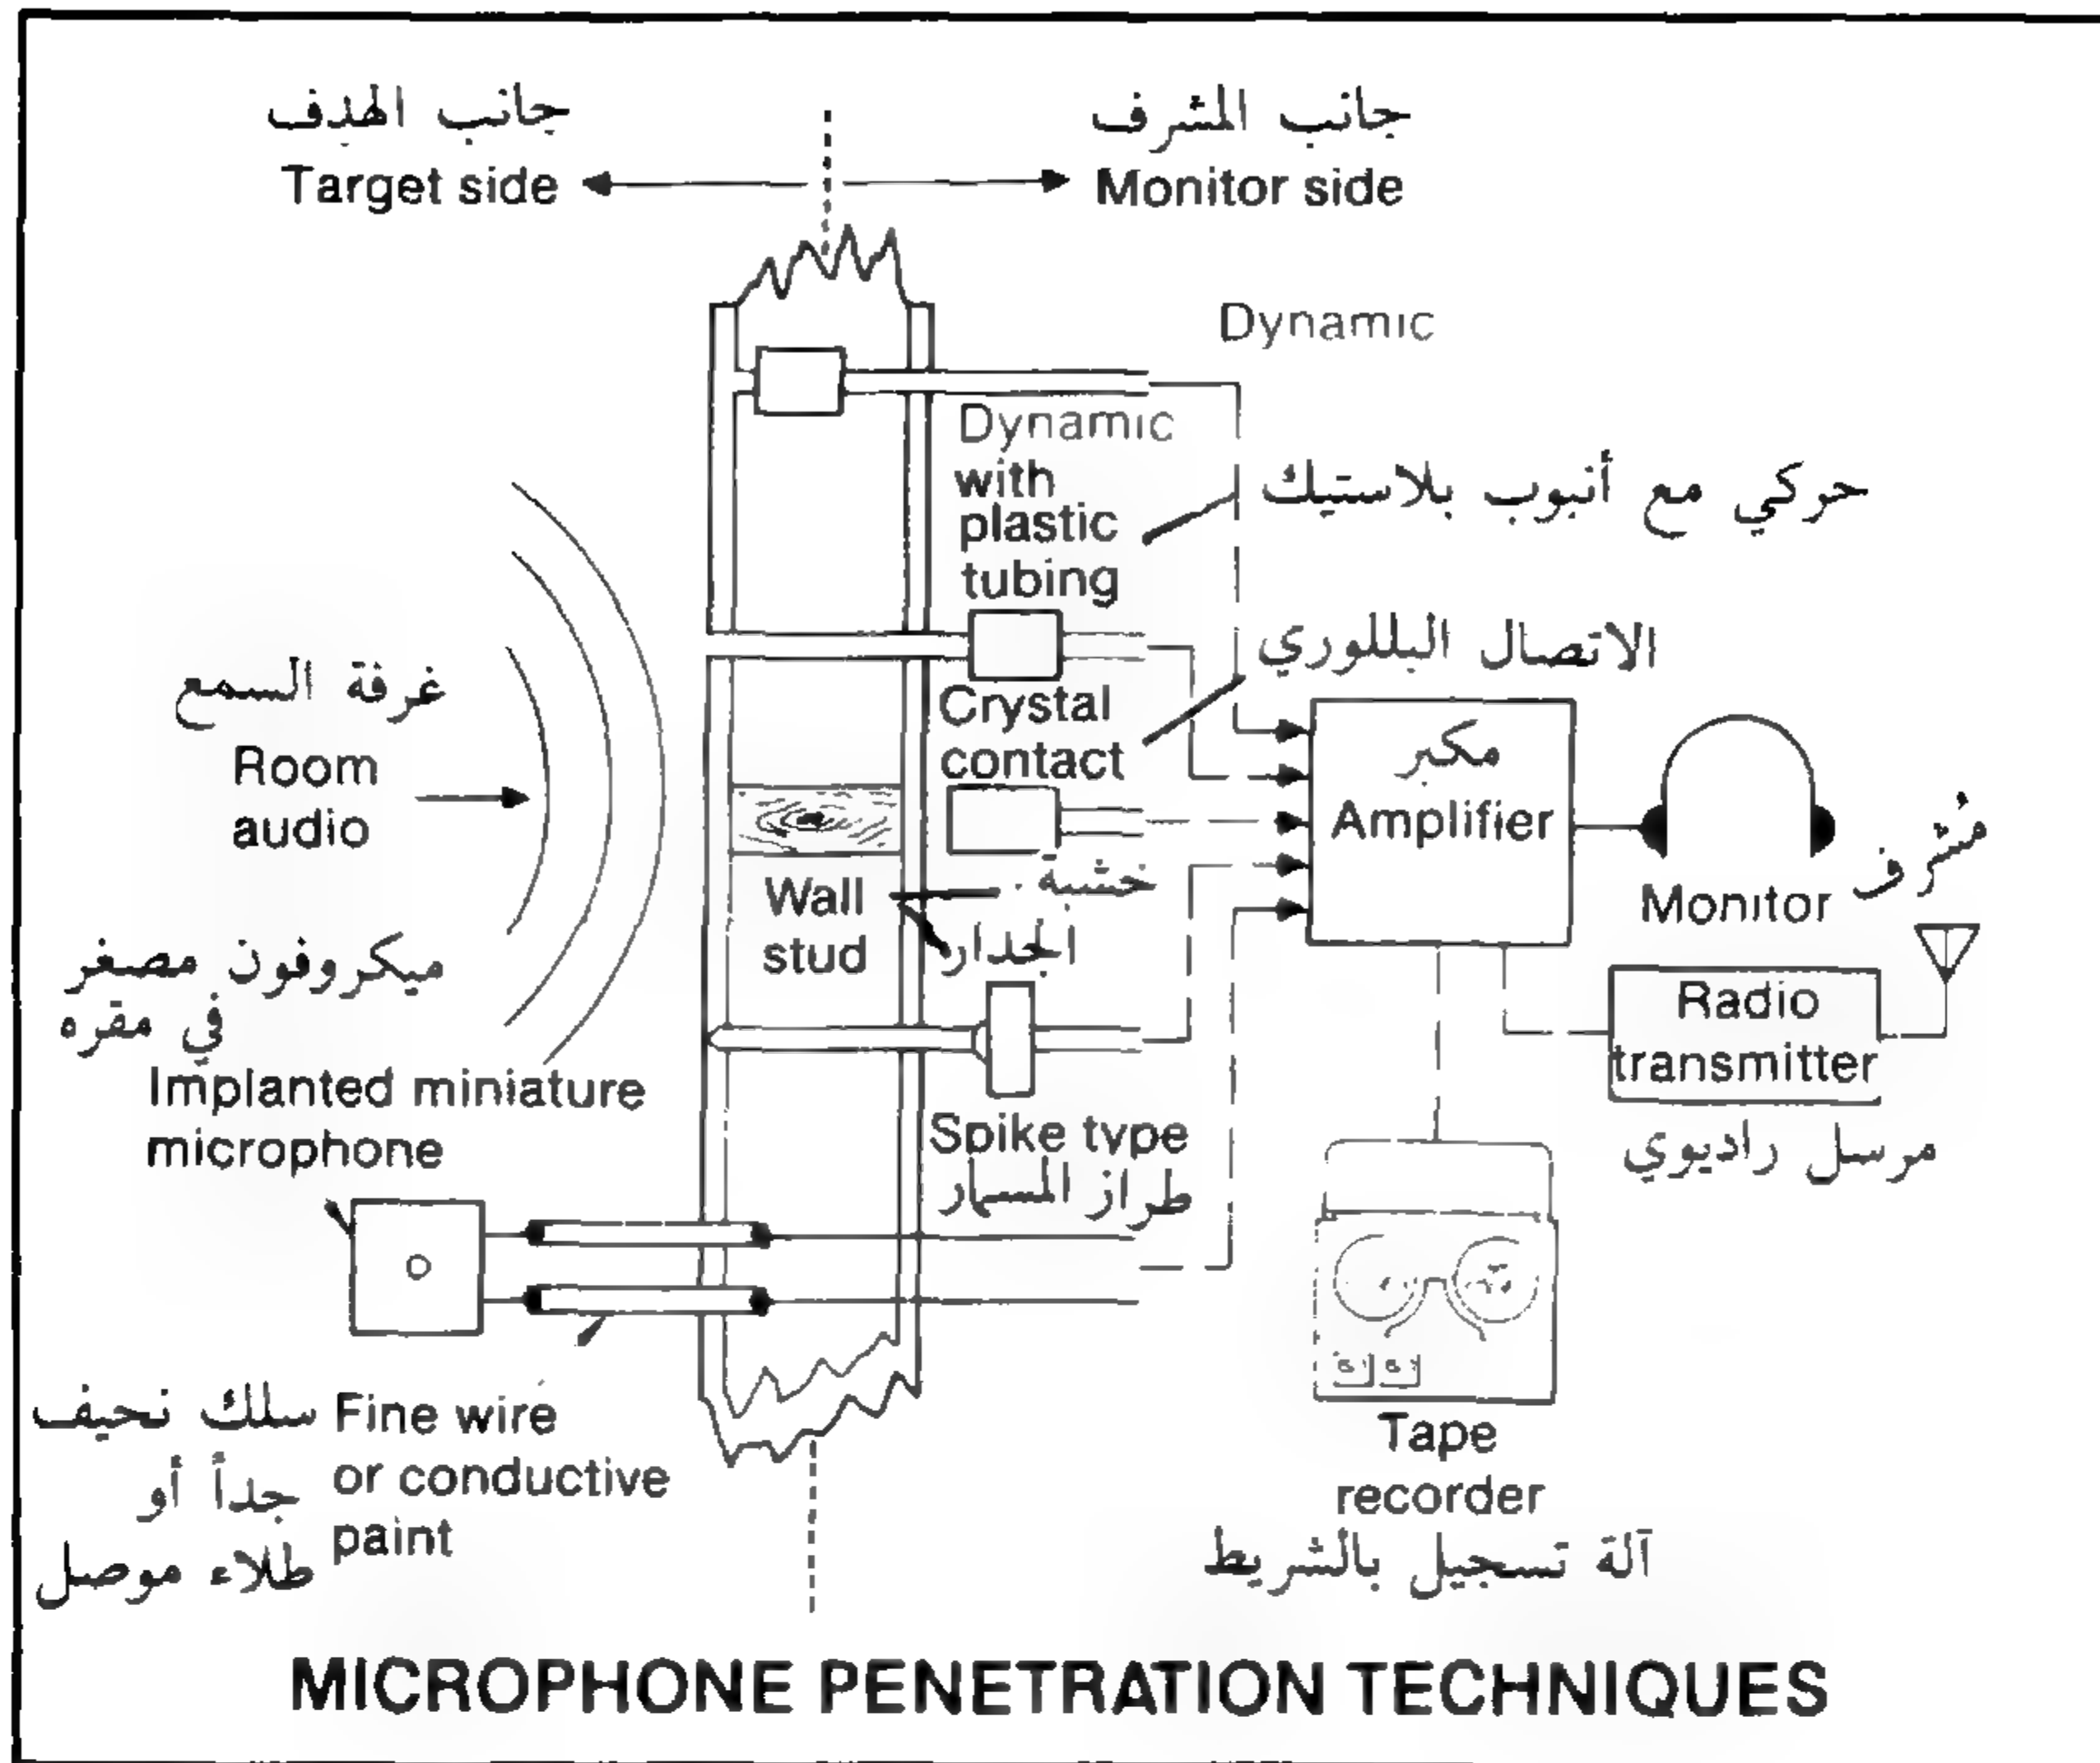 جانب الهدف
Target side
جانب المشرف
Monitor side
Dynamic
Dynamic
with
plastic
tubing
حركي مع أنبوب بلاستيك
الاتصال البللوري
Crystal
contact
غرفة السمع
Room
audio
مكبر
Amplifier
مُشرف
Monitor
Wall
stud
خشبة
الجدار
ميكروفون مصغر
في مقره
Implanted miniature
microphone
Radio
transmitter
مرسل راديوي
Spike type
طراز المسمار
سلك نحيف
جداً أو
طلاء موصل
Fine wire
or conductive
paint
Tape
recorder
آلة تسجيل بالشريط
MICROPHONE PENETRATION TECHNIQUES